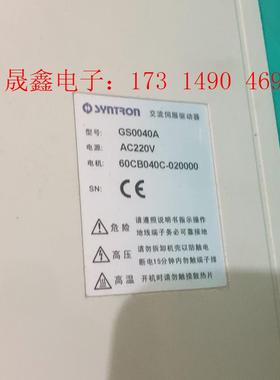 晟鑫电子：173 1490 469
SYNTRON 交流伺服驱动器
型号: GS0040A
电源: AC220V
电机: 60CB040C-020000
SN: CE
危险 请遵照说明书指示操作
地线端子务必可靠接地
高压 请勿拆卸机壳以防触电
断电15分钟内勿触端子排
高温 开机时请勿触摸散热片